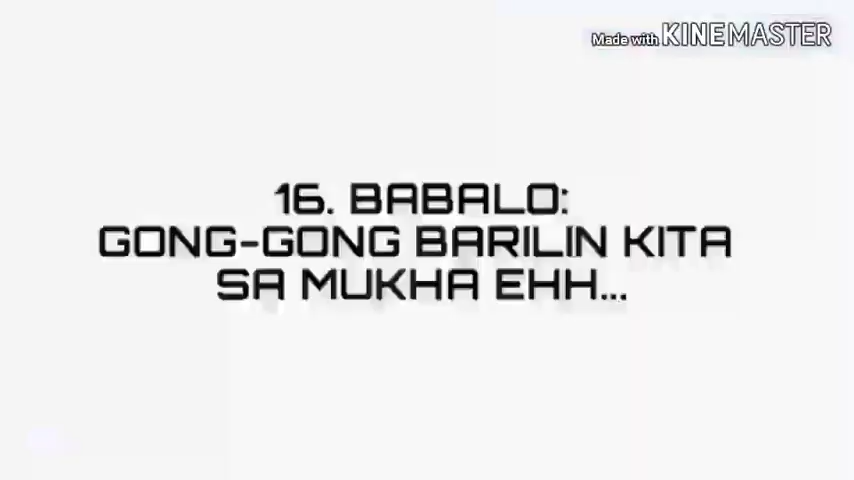 Made with KINEMASTER
16. BABALO:
GONG-GONG BARILIN KITA
SA MUKHA EHH...